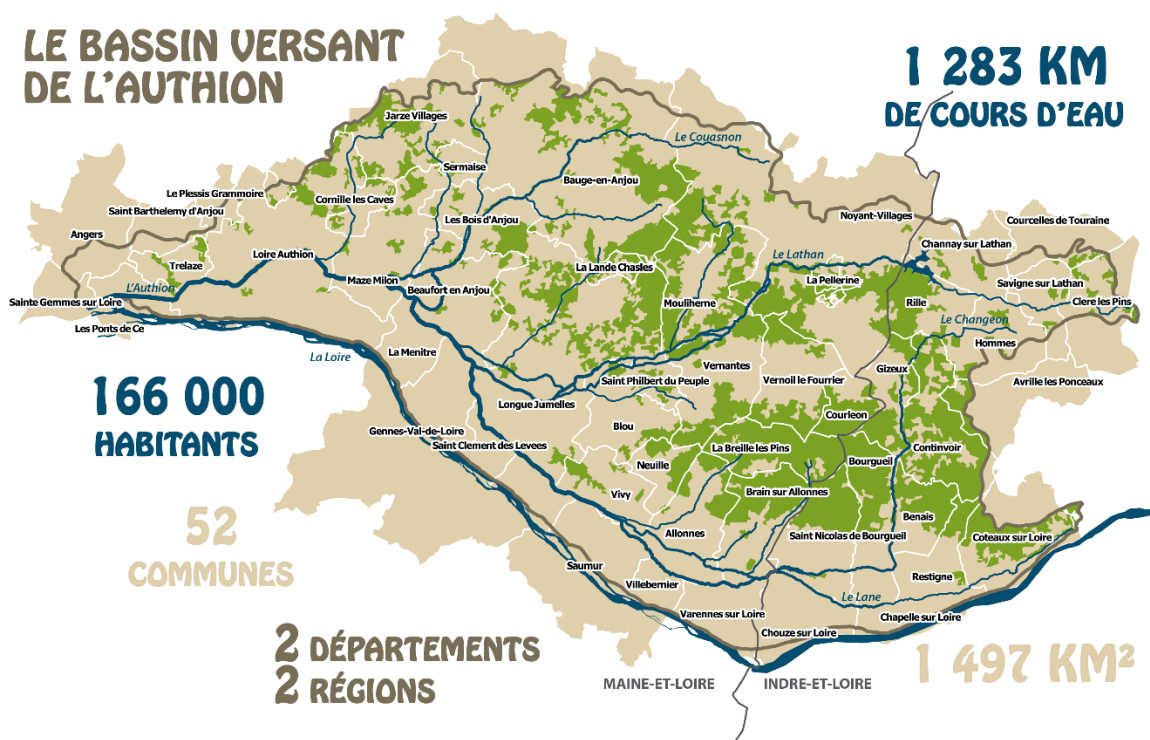 LE BASSIN VERSANT
DE L'AUTHION
1 283 KM
DE COURS D'EAU
Jarze Villages
Le Couasnon
Sermaise
Bauge-en-Anjou
Le Plessis Grammoire
Cornille les Caves
Saint Barthelemy d'Anjou
Les Bois d'Anjou
Noyant-Villages
Courcelles de Touraine
Angers
Channay sur Lathan
Loire Authion
Le Lathan
Trelaze
La Lande Chasles
Maze Milon
La Pellerine
Savigne sur Lathan
L'Authion
Beaufort en Anjou
Sainte Gemmes sur Loire
Mouliherne
Rille
Clere les Pins
Le Changeon
Les Ponts de Ce
Hommes
La Loire
La Menitre
Vernantes
Gizeux
Saint Philbert du Peuple
Vernoil le Fourrier
Avrille les Ponceaux
166 000
HABITANTS
Longue Jumelles
Courleon
Blou
Gennes-Val-de-Loire
Saint Clement des Levees
La Breille les Pins
Continvoir
Neuille
Bourgueil
Vivy
Brain sur Allonnes
52
COMMUNES
Benais
Allonnes
Saint Nicolas de Bourgueil
Coteaux sur Loire
Saumur
Restigne
Villebernier
Le Lane
Varennes sur Loire
Chapelle sur Loire
Chouze sur Loire
2 DÉPARTEMENTS
2 RÉGIONS
1 497 KM²
MAINE-ET-LOIRE
INDRE-ET-LOIRE